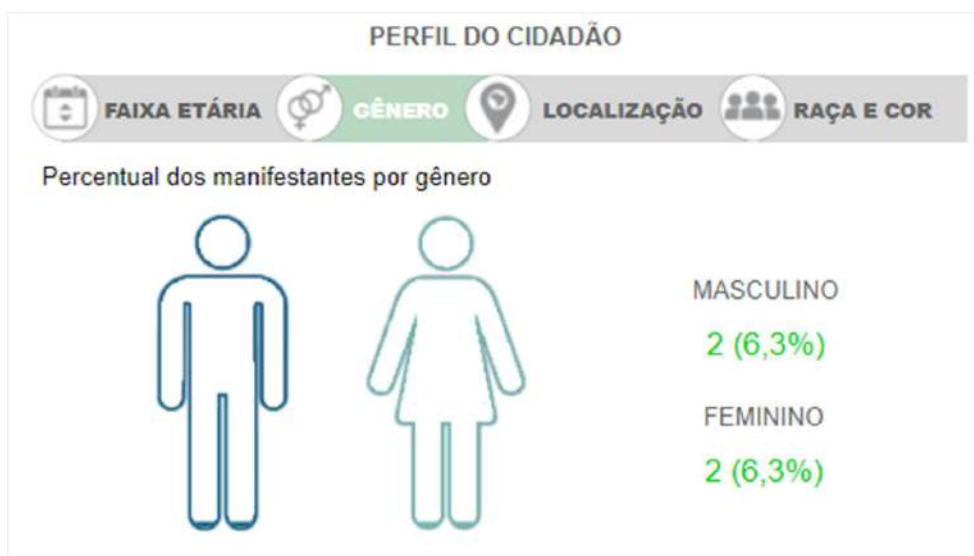 PERFIL DO CIDADÃO
FAIXA ETÁRIA GÊNERO LOCALIZAÇÃO RAÇA E COR
Percentual dos manifestantes por gênero
MASCULINO
2 (6,3%)
FEMININO
2 (6,3%)